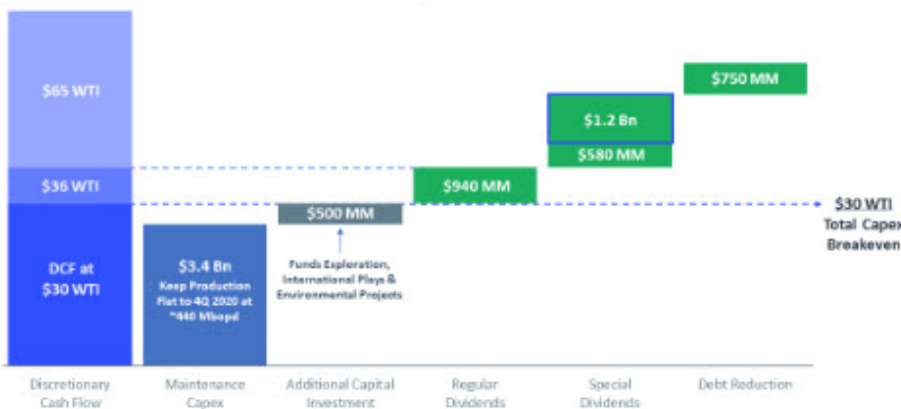 $65 WTI
$36 WTI
DCF at
$30 WTI
$3.4 Bn
Keep Production
Flat to 4Q 2020 at
~440 Mbopd
$500 MM
Funds Exploration,
International Plays &
Environmental Projects
$940 MM
$1.2 Bn
$580 MM
$750 MM
$30 WTI
Total Capex
Breakeven
Discretionary
Cash Flow
Maintenance
Capex
Additional Capital
Investment
Regular
Dividends
Special
Dividends
Debt Reduction